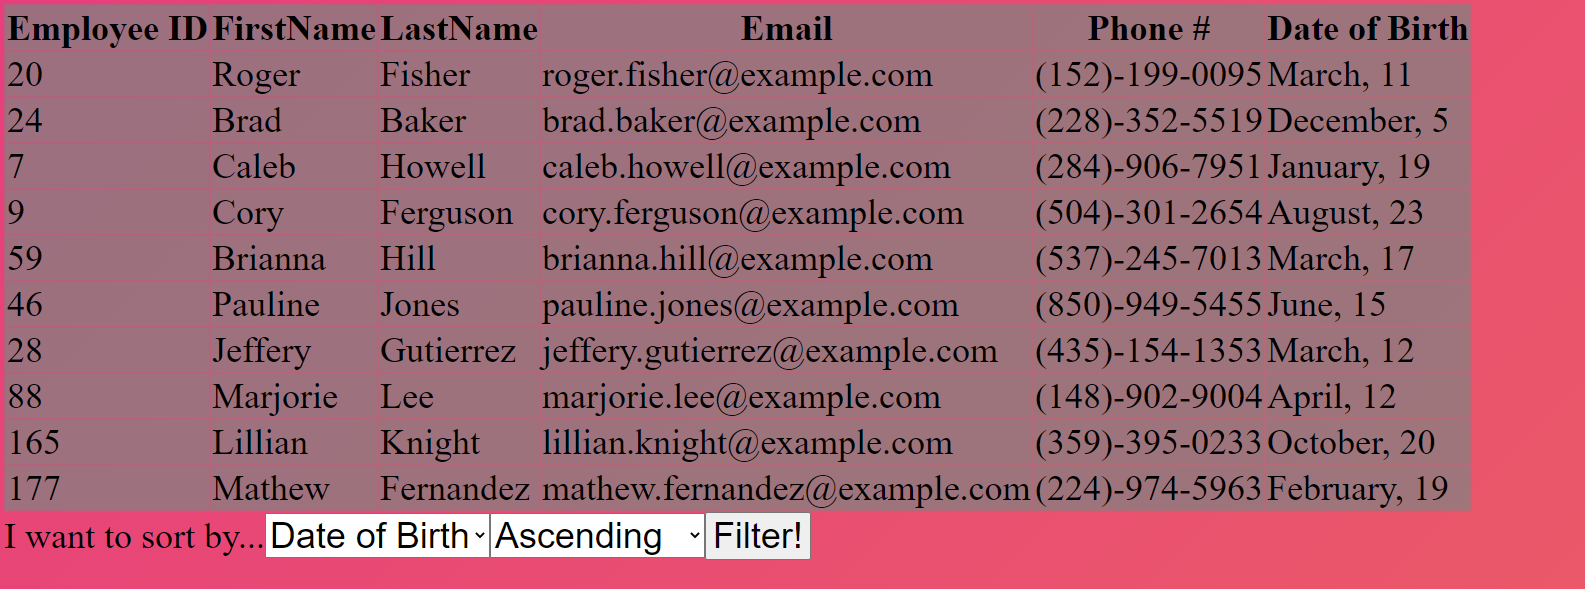 Employee ID FirstName LastName Email Phone # Date of Birth
20 Roger Fisher roger.fisher@example.com (152)-199-0095 March, 11
24 Brad Baker brad.baker@example.com (228)-352-5519 December, 5
7 Caleb Howell caleb.howell@example.com (284)-906-7951 January, 19
9 Cory Ferguson cory.ferguson@example.com (504)-301-2654 August, 23
59 Brianna Hill brianna.hill@example.com (537)-245-7013 March, 17
46 Pauline Jones pauline.jones@example.com (850)-949-5455 June, 15
28 Jeffery Gutierrez jeffery.gutierrez@example.com (435)-154-1353 March, 12
88 Marjorie Lee marjorie.lee@example.com (148)-902-9004 April, 12
165 Lillian Knight lillian.knight@example.com (359)-395-0233 October, 20
177 Mathew Fernandez mathew.fernandez@example.com (224)-974-5963 February, 19
I want to sort by... Date of Birth Ascending Filter!